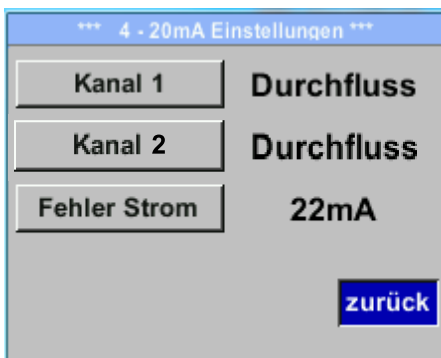 *** 4 - 20mA Einstellungen ***
Kanal 1 Durchfluss
Kanal 2 Durchfluss
Fehler Strom 22mA
zurück